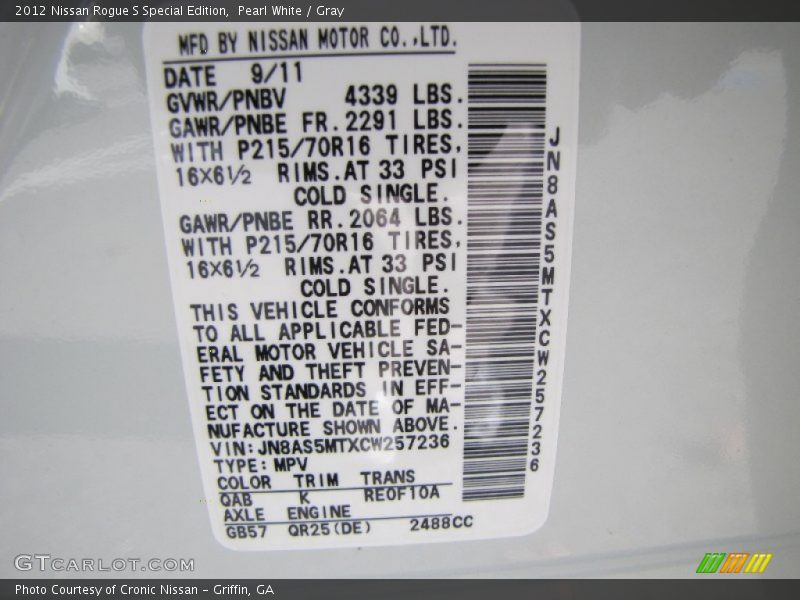 2012 Nissan Rogue S Special Edition,  Pearl White / Gray
MFD BY NISSAN MOTOR CO.,LTD.
DATE 9/11
GVWR/PNBV 4339 LBS.
GAWR/PNBE FR.2291 LBS.
WITH P215/70R16 TIRES,
16X6½ RIMS.AT 33 PSI
COLD SINGLE.
GAWR/PNBE RR.2064 LBS.
WITH P215/70R16 TIRES,
16X6½ RIMS.AT 33 PSI
COLD SINGLE.
THIS VEHICLE CONFORMS
TO ALL APPLICABLE FED-
ERAL MOTOR VEHICLE SA-
FETY AND THEFT PREVEN-
TION STANDARDS IN EFF-
ECT ON THE DATE OF MA-
NUFACTURE SHOWN ABOVE.
VIN:JN8AS5MTXCW257236
TYPE:MPV
COLOR TRIM TRANS
QAB K RE0F10A
AXLE ENGINE
GB57 QR25(DE) 2488CC
JN8AS5MTXCW257236
GTCARLOT.COM
Photo Courtesy of Cronic Nissan – Griffin, GA